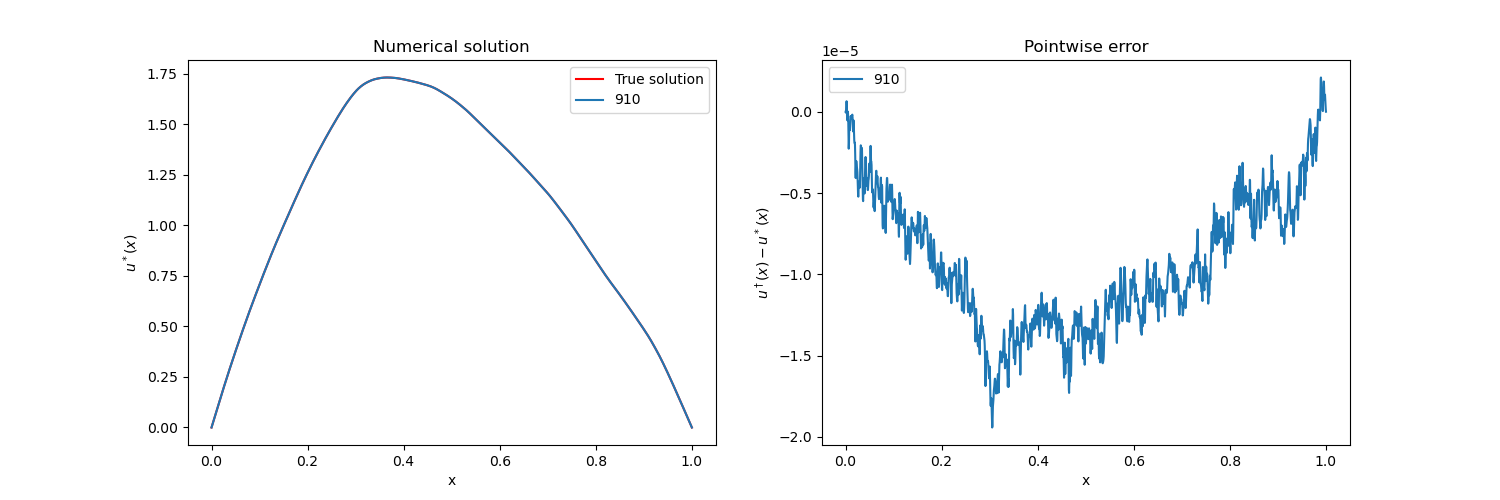 Numerical solution
1.75
1.50
1.25
1.00
0.75
0.50
0.25
0.00
u*(x)
True solution
910
0.0 0.2 0.4 0.6 0.8 1.0
x
Pointwise error
1e−5
910
0.0
−0.5
−1.0
−1.5
−2.0
u†(x) − u*(x)
0.0 0.2 0.4 0.6 0.8 1.0
x